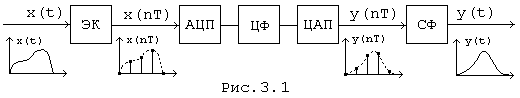 x(t) ЭК x(nT) АЦП ЦФ ЦАП y(nT) СФ y(t)
x(t) x(nT) y(nT) y(t)
Рис.3.1